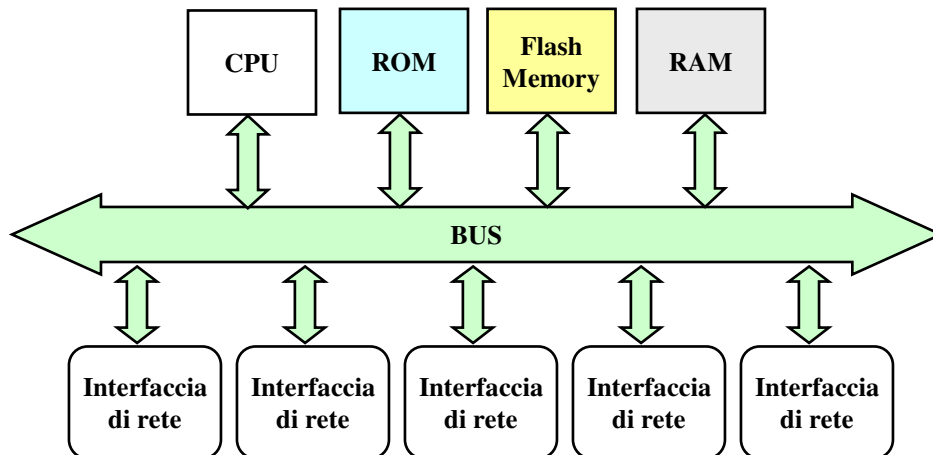 CPU
ROM
Flash
Memory
RAM
BUS
Interfaccia
di rete
Interfaccia
di rete
Interfaccia
di rete
Interfaccia
di rete
Interfaccia
di rete